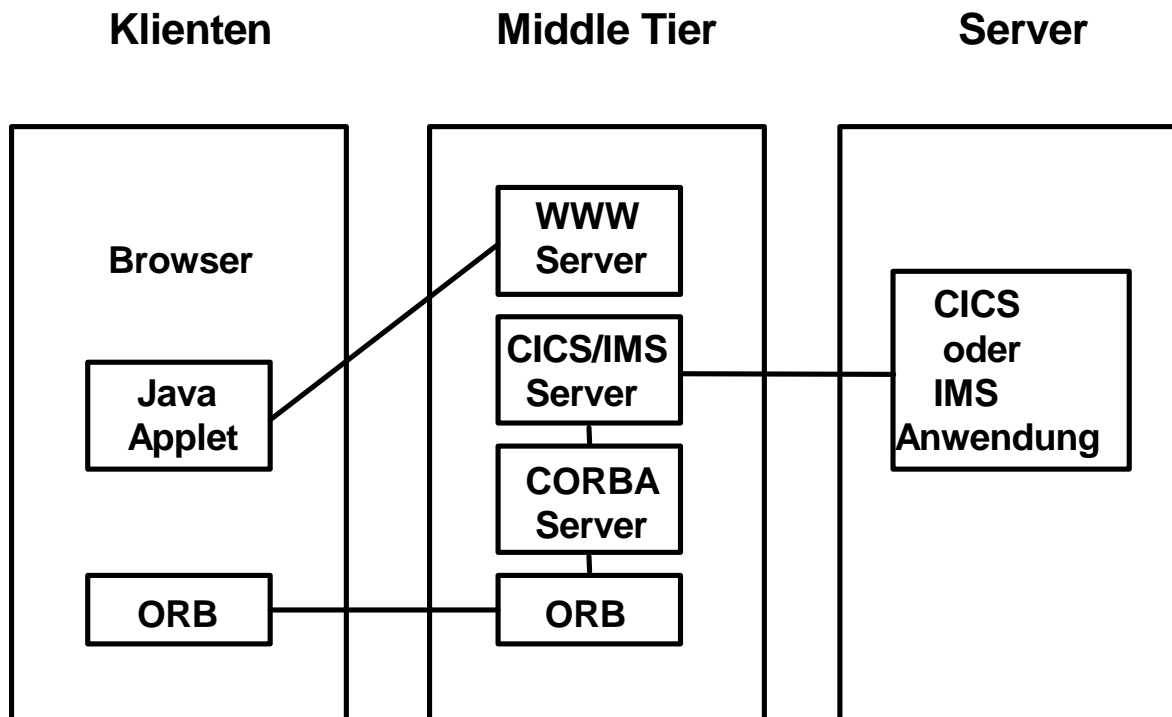 Klienten
Middle Tier
Server
Browser
Java
Applet
ORB
WWW
Server
CICS/IMS
Server
CORBA
Server
ORB
CICS
oder
IMS
Anwendung